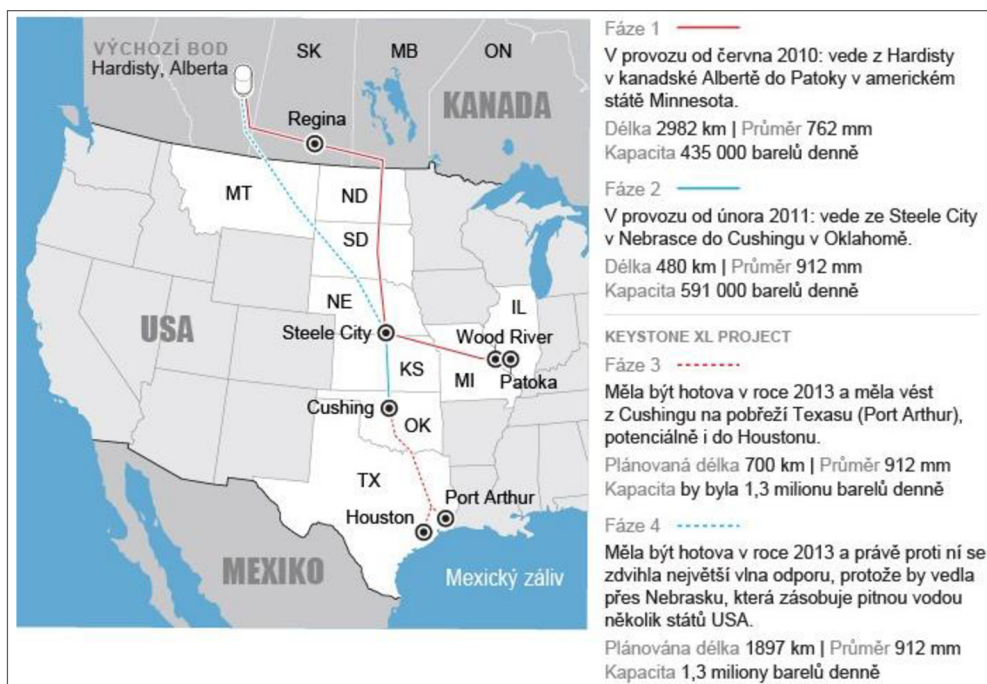 VÝCHOZÍ BOD
Hardisty, Alberta
SK
MB
ON
KANADA
Regina
MT
ND
SD
NE
IL
USA
Steele City
Wood River
KS
MI
Patoka
Cushing
OK
TX
Port Arthur
Houston
MEXIKO
Mexický záliv
Fáze 1
V provozu od června 2010: vede z Hardisty
v kanadské Albertě do Patoky v americkém
státě Minnesota.
Délka 2982 km | Průměr 762 mm
Kapacita 435 000 barelů denně
Fáze 2
V provozu od února 2011: vede ze Steele City
v Nebrasce do Cushingu v Oklahomě.
Délka 480 km | Průměr 912 mm
Kapacita 591 000 barelů denně
KEYSTONE XL PROJECT
Fáze 3
Měla být hotova v roce 2013 a měla vést
z Cushingu na pobřeží Texasu (Port Arthur),
potenciálně i do Houstonu.
Plánovaná délka 700 km | Průměr 912 mm
Kapacita by byla 1,3 milionu barelů denně
Fáze 4
Měla být hotova v roce 2013 a právě proti ní se
zdvihla největší vlna odporu, protože by vedla
přes Nebrasku, která zásobuje pitnou vodou
několik států USA.
Plánována délka 1897 km | Průměr 912 mm
Kapacita 1,3 miliony barelů denně